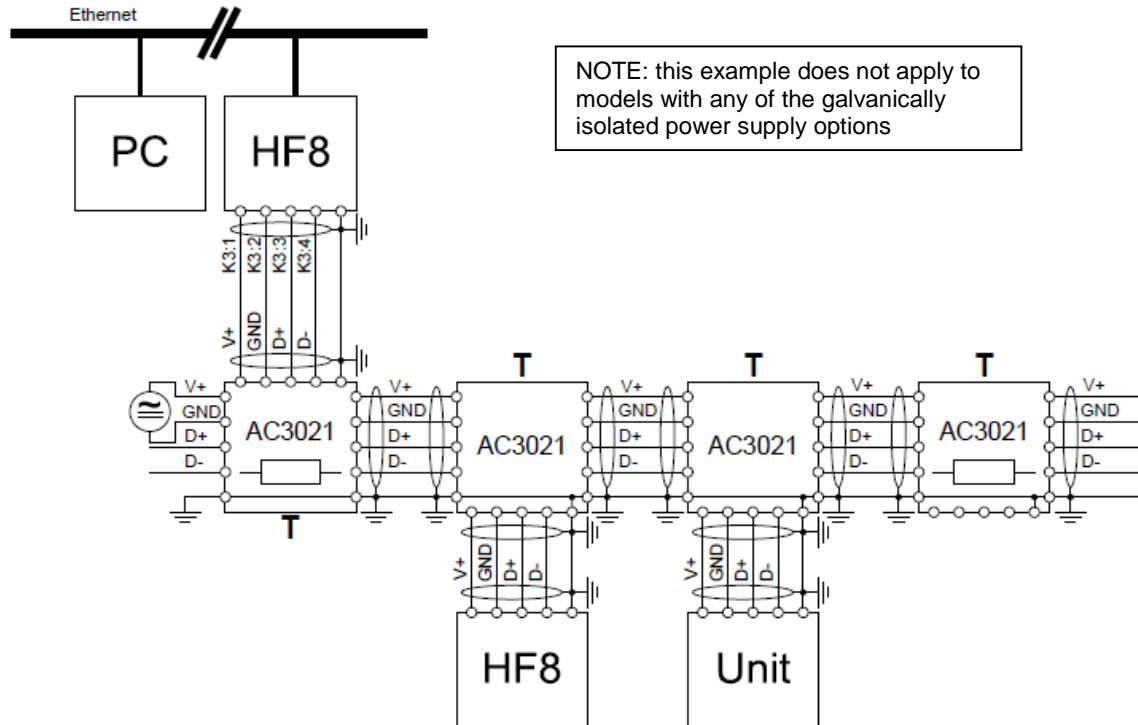 Ethernet
NOTE: this example does not apply to
models with any of the galvanically
isolated power supply options
PC
HF8
K3:1
K3:2
K3:3
K3:4
V+
GND
D+
D-
T
T
T
V+
GND
D+
D-
AC3021
V+
GND
D+
D-
AC3021
V+
GND
D+
D-
AC3021
V+
GND
D+
D-
AC3021
V+
GND
D+
D-
T
V+
GND
D+
D-
V+
GND
D+
D-
HF8
Unit